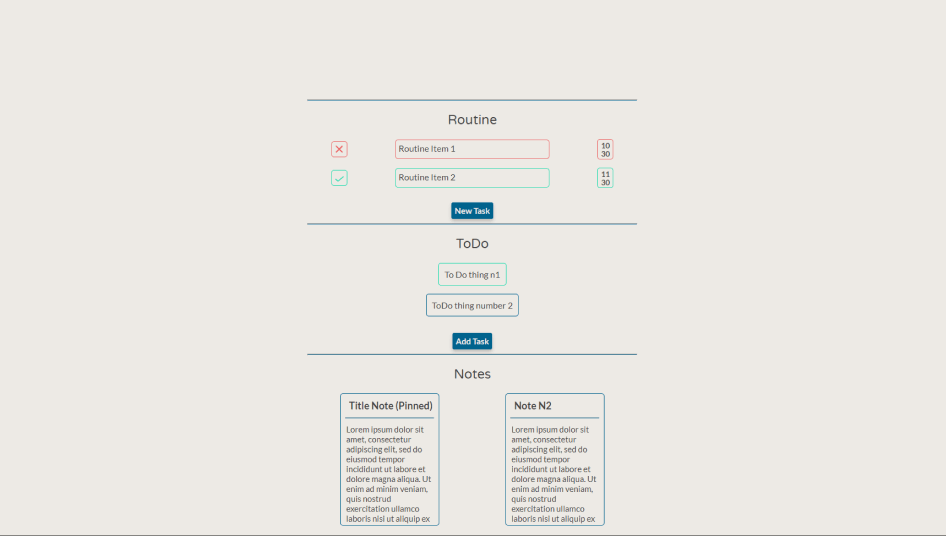 Routine
Routine Item 1
10
30
Routine Item 2
11
30
New Task
ToDo
To Do thing n1
ToDo thing number 2
Add Task
Notes
Title Note (Pinned)
Lorem ipsum dolor sit
amet, consectetur
adipiscing elit, sed do
eiusmod tempor
incididunt ut labore et
dolore magna aliqua. Ut
enim ad minim veniam,
quis nostrud
exercitation ullamco
laboris nisi ut aliquip ex
Note N2
Lorem ipsum dolor sit
amet, consectetur
adipiscing elit, sed do
eiusmod tempor
incididunt ut labore et
dolore magna aliqua. Ut
enim ad minim veniam,
quis nostrud
exercitation ullamco
laboris nisi ut aliquip ex